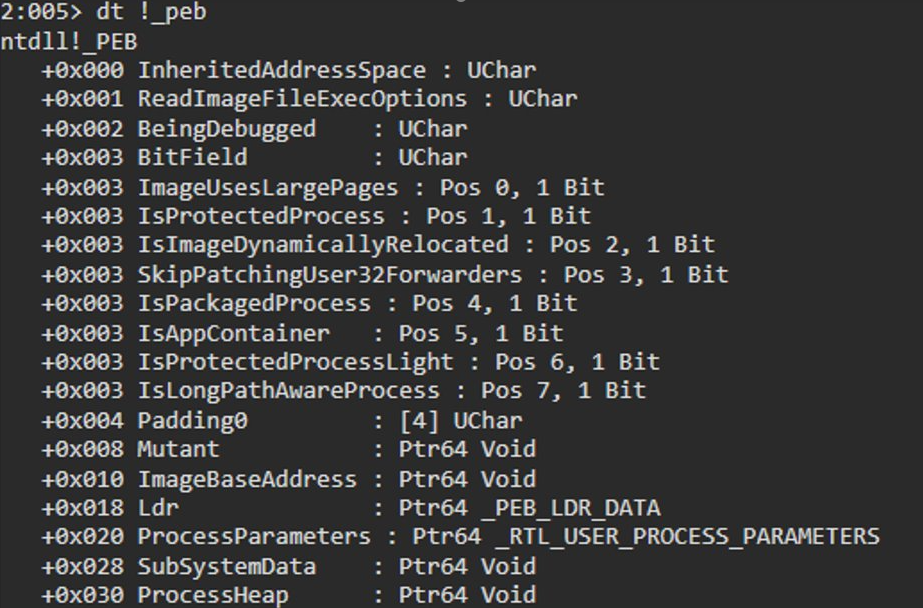 2:005> dt !_peb
ntdll!_PEB
   +0x000 InheritedAddressSpace : UChar
   +0x001 ReadImageFileExecOptions : UChar
   +0x002 BeingDebugged    : UChar
   +0x003 BitField         : UChar
   +0x003 ImageUsesLargePages : Pos 0, 1 Bit
   +0x003 IsProtectedProcess : Pos 1, 1 Bit
   +0x003 IsImageDynamicallyRelocated : Pos 2, 1 Bit
   +0x003 SkipPatchingUser32Forwarders : Pos 3, 1 Bit
   +0x003 IsPackagedProcess : Pos 4, 1 Bit
   +0x003 IsAppContainer   : Pos 5, 1 Bit
   +0x003 IsProtectedProcessLight : Pos 6, 1 Bit
   +0x003 IsLongPathAwareProcess : Pos 7, 1 Bit
   +0x004 Padding0         : [4] UChar
   +0x008 Mutant           : Ptr64 Void
   +0x010 ImageBaseAddress : Ptr64 Void
   +0x018 Ldr              : Ptr64 _PEB_LDR_DATA
   +0x020 ProcessParameters : Ptr64 _RTL_USER_PROCESS_PARAMETERS
   +0x028 SubSystemData    : Ptr64 Void
   +0x030 ProcessHeap      : Ptr64 Void